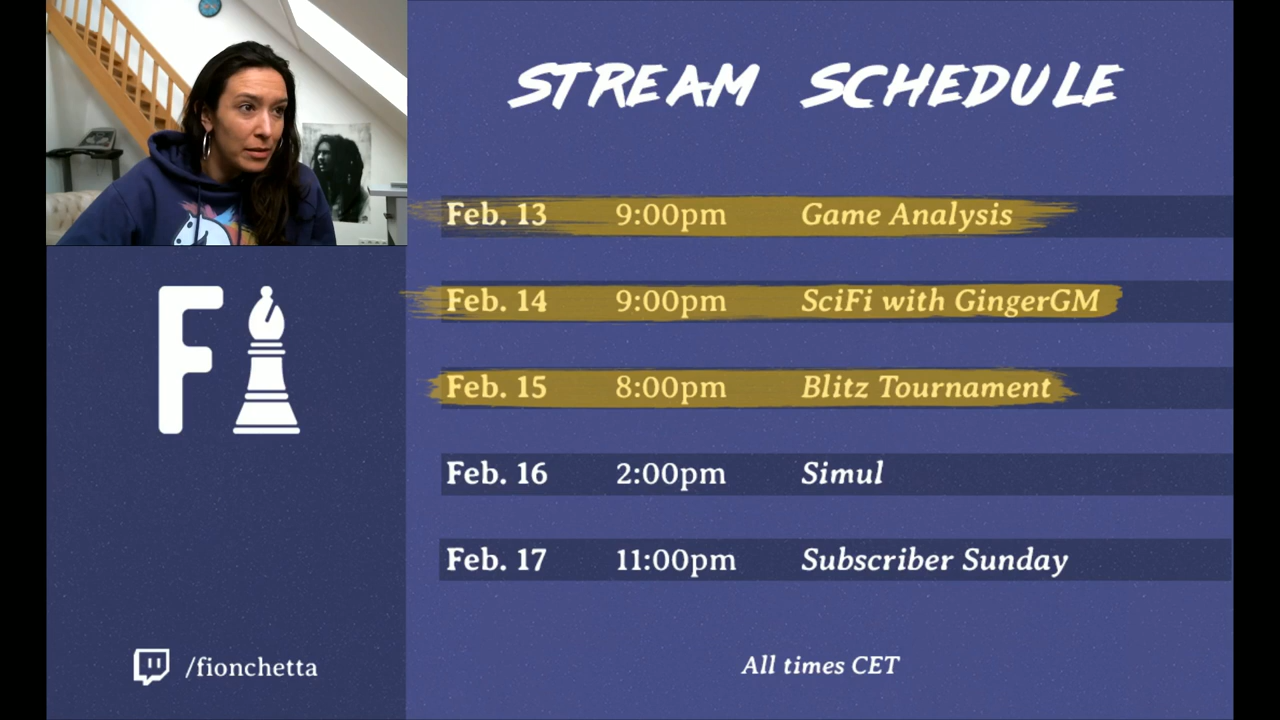 STREAM SCHEDULE
Feb. 13 9:00pm Game Analysis
Feb. 14 9:00pm SciFi with GingerGM
Feb. 15 8:00pm Blitz Tournament
Feb. 16 2:00pm Simul
Feb. 17 11:00pm Subscriber Sunday
F
/fionchetta
All times CET